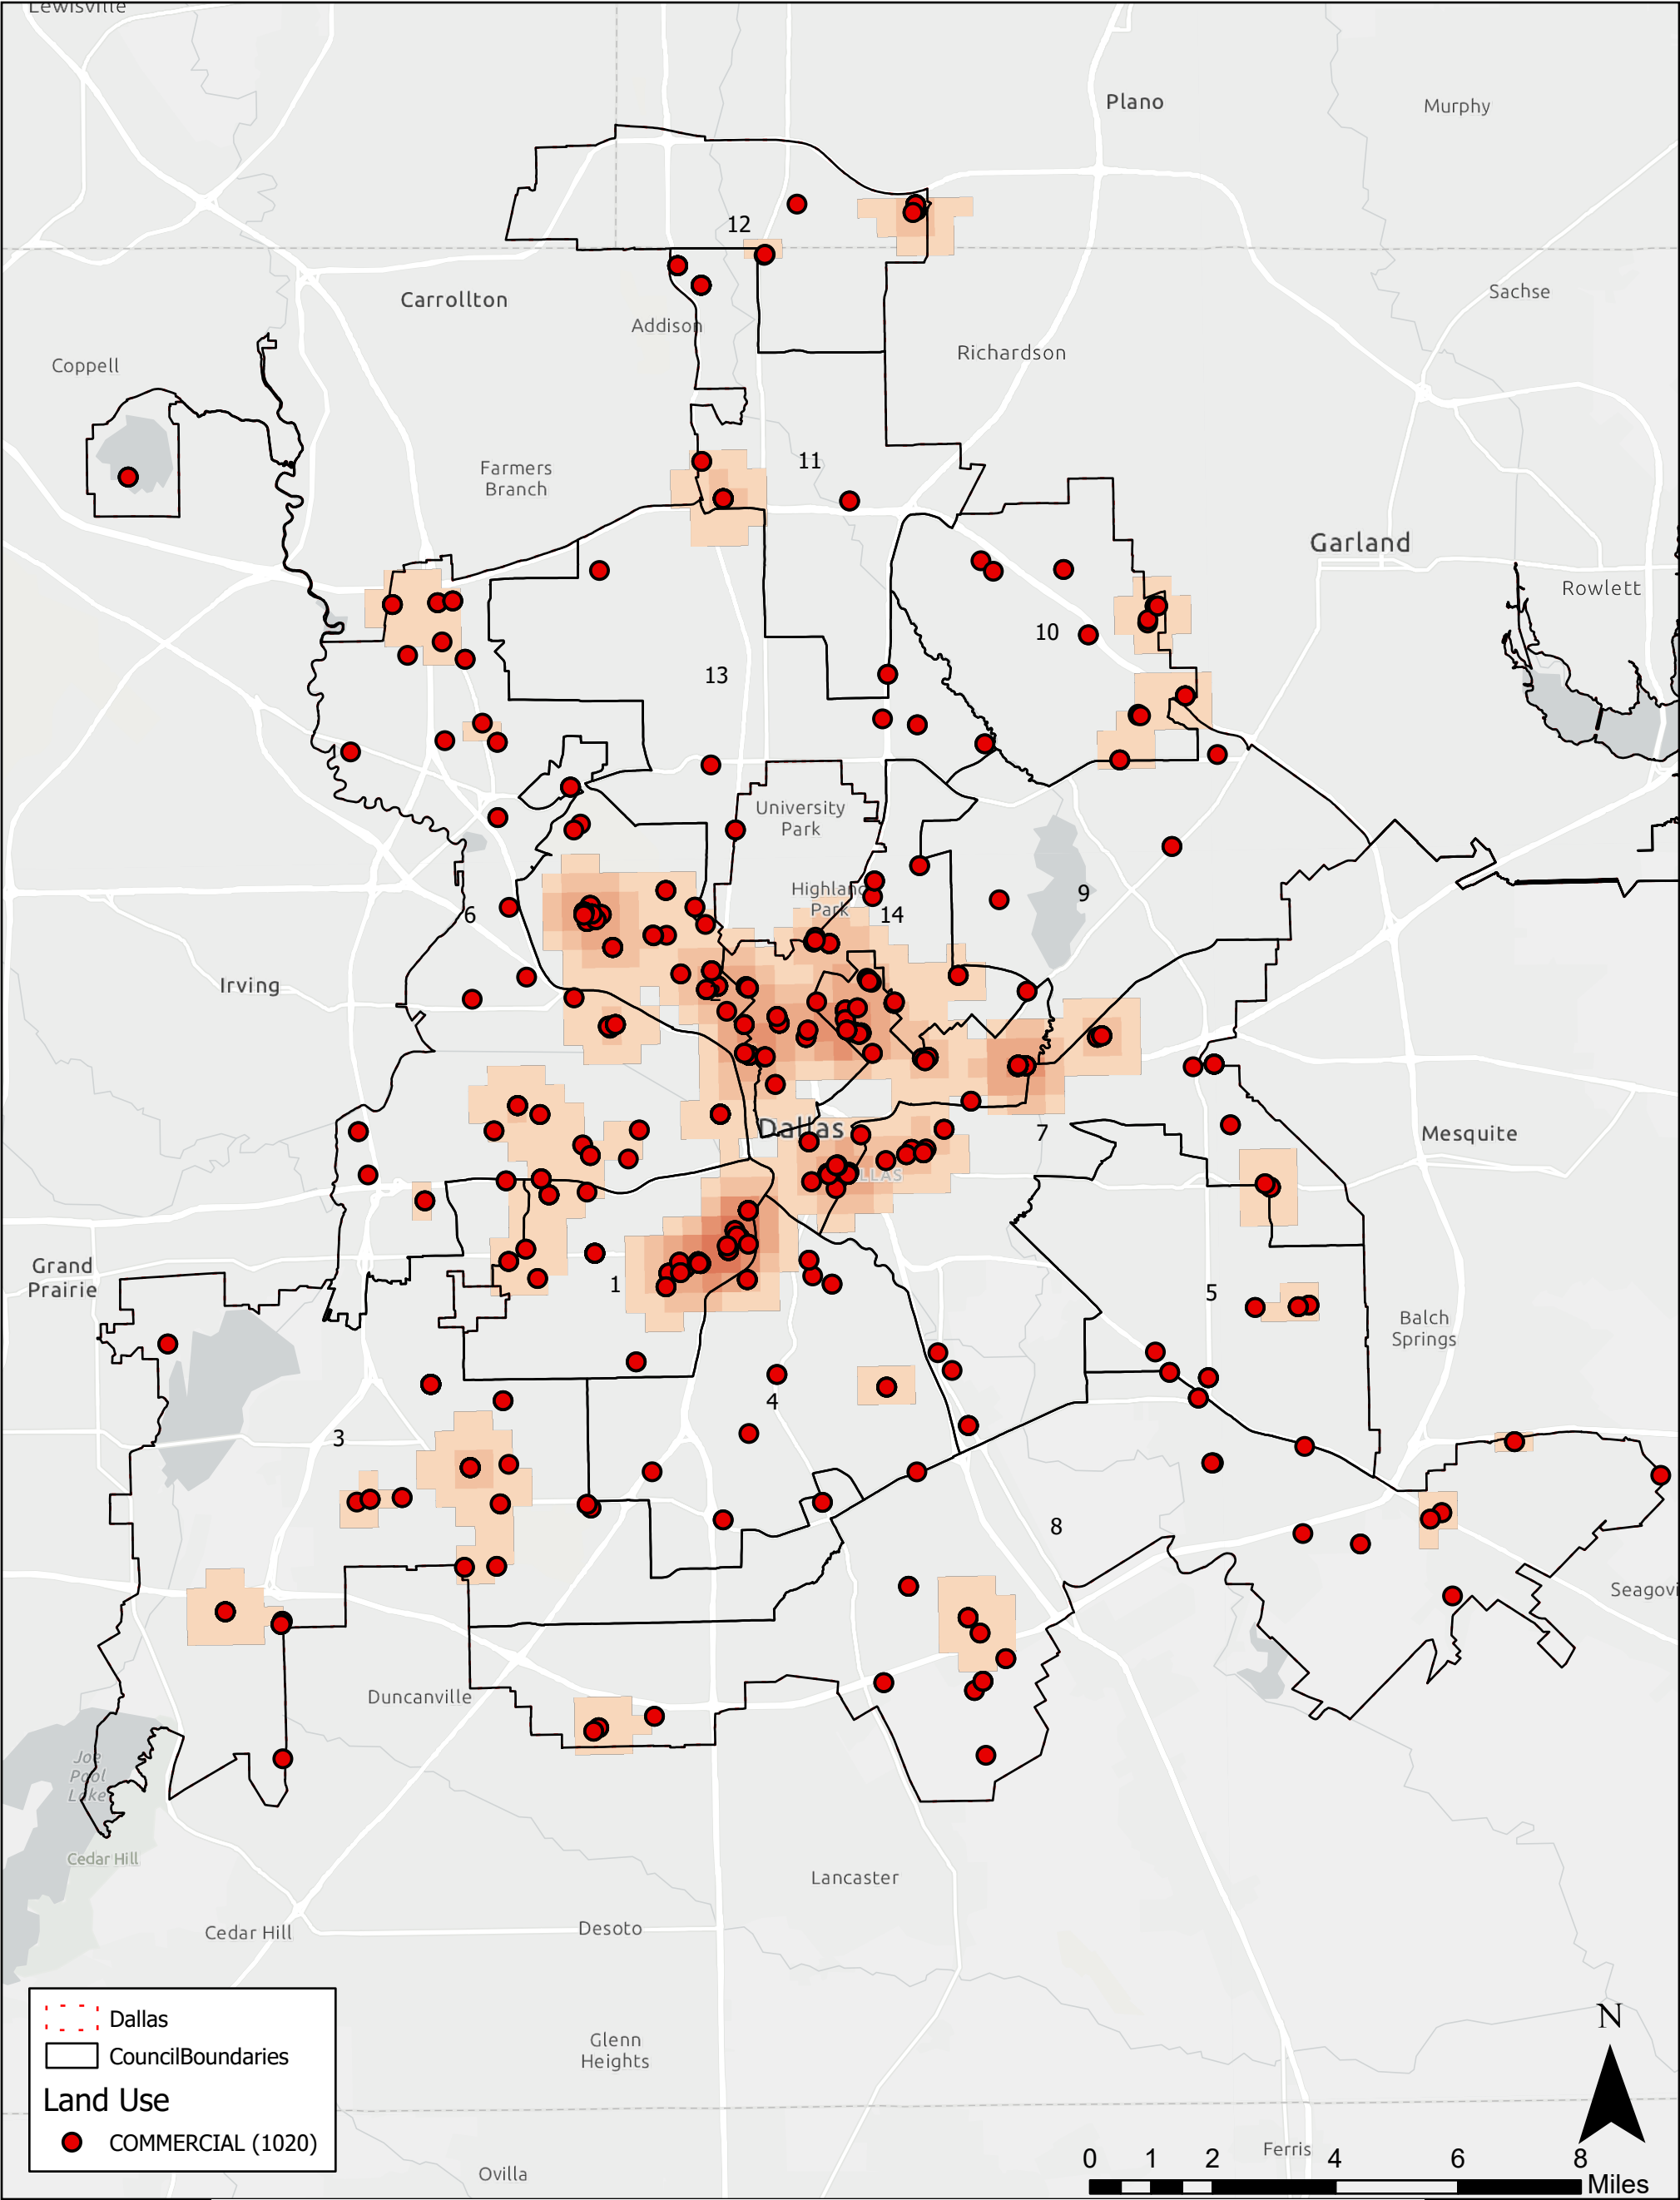 Lewisville
Plano
Murphy
12
Carrollton
Sachse
Addison
Richardson
Coppell
11
Farmers
Branch
Garland
Rowlett
10
13
University
Park
Highland
Park
9
6
14
Irving
2
Dallas
7
Mesquite
Grand
Prairie
1
5
Balch
Springs
4
3
8
Seagovi
Duncanville
Joe
Pool
Lake
Cedar Hill
Lancaster
Cedar Hill
Desoto
Dallas
CouncilBoundaries
Land Use
COMMERCIAL (1020)
Glenn
Heights
Ovilla
N
Ferris
0 1 2 4 6 8
Miles